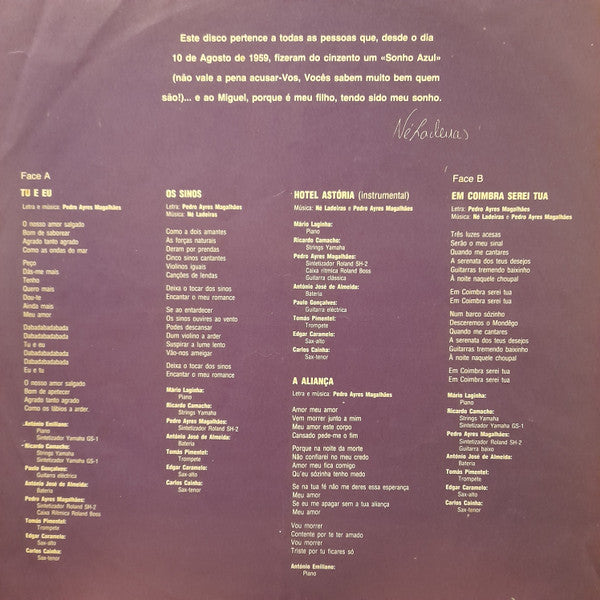 Este disco pertence a todas as pessoas que, desde o dia
10 de Agosto de 1959, fizeram do cinzento um «Sonho Azul»
(não vale a pena acusar-Vos, Vocês sabem muito bem quem
são!)... e ao Miguel, porque é meu filho, tendo sido meu sonho.
Né Ladeiras
Face A
TU E EU
Letra e música: Pedro Ayres Magalhães
O nosso amor salgado
Bom de saborear
Agrado tanto agrado
Como as ondas do mar
Peço
Dás-me mais
Tenho
Quero mais
Dou-te
Ainda mais
Meu amor
Dabadabadabada
Dabadabadabada
Tu e eu
Dabadabadabada
Dabadabadabada
Eu e tu
O nosso amor salgado
Bom de apetecer
Agrado tanto agrado
Como os lábios a arder.
António Emiliano:
Piano
Sintetizador Yamaha GS-1
Ricardo Camacho:
Strings Yamaha
Sintetizador Yamaha GS-1
Paulo Gonçalves:
Guitarra eléctrica
António José de Almeida:
Bateria
Pedro Ayres Magalhães:
Sintetizador Roland SH-2
Caixa Rítmica Roland Boss
Tomás Pimentel:
Trompete
Edgar Caramelo:
Sax-alto
Carlos Cainha:
Sax-tenor
OS SINOS
Letra: Pedro Ayres Magalhães
Música: Né Ladeiras
Como a dois amantes
Às forças naturais
Deram por prendas
Cinco sinos cantantes
Violinos iguais
Canções de lendas
Deixa o tocar dos sinos
Encantar o meu romance
Se ao entardecer
Os sinos ouvires ao vento
Podes descansar
Dum violino a arder
Suspirar a lume lento
Vão-nos ameigar
Deixa o tocar dos sinos
Encantar o meu romance
Mário Laginha:
Piano
Ricardo Camacho:
Strings Yamaha
Pedro Ayres Magalhães:
Sintetizador Roland SH-2
António José de Almeida:
Bateria
Tomás Pimentel:
Trompete
Edgar Caramelo:
Sax-alto
Carlos Cainha:
Sax-tenor
HOTEL ASTÓRIA (instrumental)
Música: Né Ladeiras e Pedro Ayres Magalhães
Mário Laginha:
Piano
Ricardo Camacho:
Strings Yamaha
Pedro Ayres Magalhães:
Sintetizador Roland SH-2
Caixa rítmica Roland Boss
Guitarra clássica
António José de Almeida:
Bateria
Paulo Gonçalves:
Guitarra eléctrica
Tomás Pimentel:
Trompete
Edgar Caramelo:
Sax-alto
Carlos Cainha:
Sax-tenor
A ALIANÇA
Letra e música: Pedro Ayres Magalhães
Amor meu amor
Vem morrer junto a mim
Meu amor este corpo
Cansado pede-me o fim
Porque na noite da morte
Não confiarei no meu credo
Amor meu fica comigo
Qu'eu sózinha tenho medo
Se na tua fé não me deres essa esperança
Meu amor
Se eu me apagar sem a tua aliança
Meu amor
Vou morrer
Contente por te ter amado
Vou morrer
Triste por tu ficares só
António Emiliano:
Piano
Face B
EM COIMBRA SEREI TUA
Letra: Pedro Ayres Magalhães
Música: Né Ladeiras e Pedro Ayres Magalhães
Três luzes acesas
Serão o meu sinal
Quando me cantares
A serenata dos teus desejos
Guitarras tremendo baixinho
À noite naquele choupal
Em Coimbra serei tua
Em Coimbra serei tua
Num barco sózinho
Desceremos o Mondêgo
Quando me cantares
A serenata dos teus desejos
Guitarras tremendo baixinho
À noite naquele choupal
Em Coimbra serei tua
Em Coimbra serei tua
Mário Laginha:
Piano
Ricardo Camacho:
Strings Yamaha
Pedro Ayres Magalhães:
Sintetizador Roland SH-2
Guitarra baixo
António José de Almeida:
Bateria
Tomás Pimentel:
Trompete
Edgar Caramelo:
Sax-alto
Carlos Cainha:
Sax-tenor